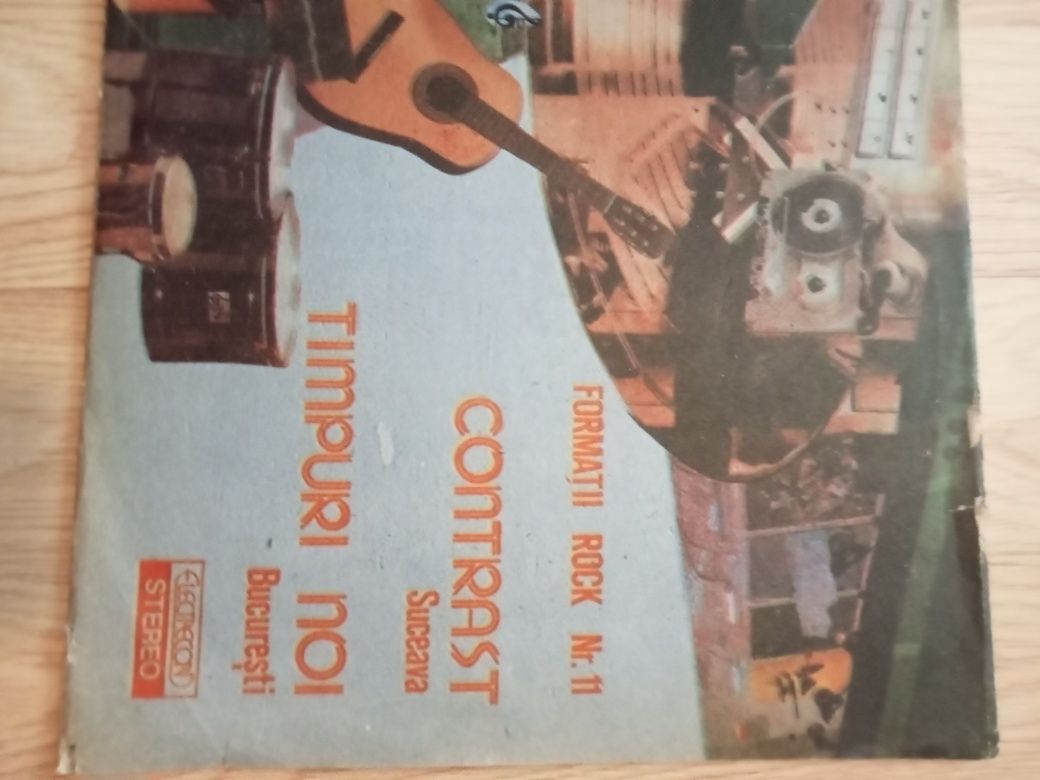 FORMAȚII ROCK Nr. 11
CONTRAST
Suceava
TIMPURI NOI
București
ELECTRECORD
STEREO